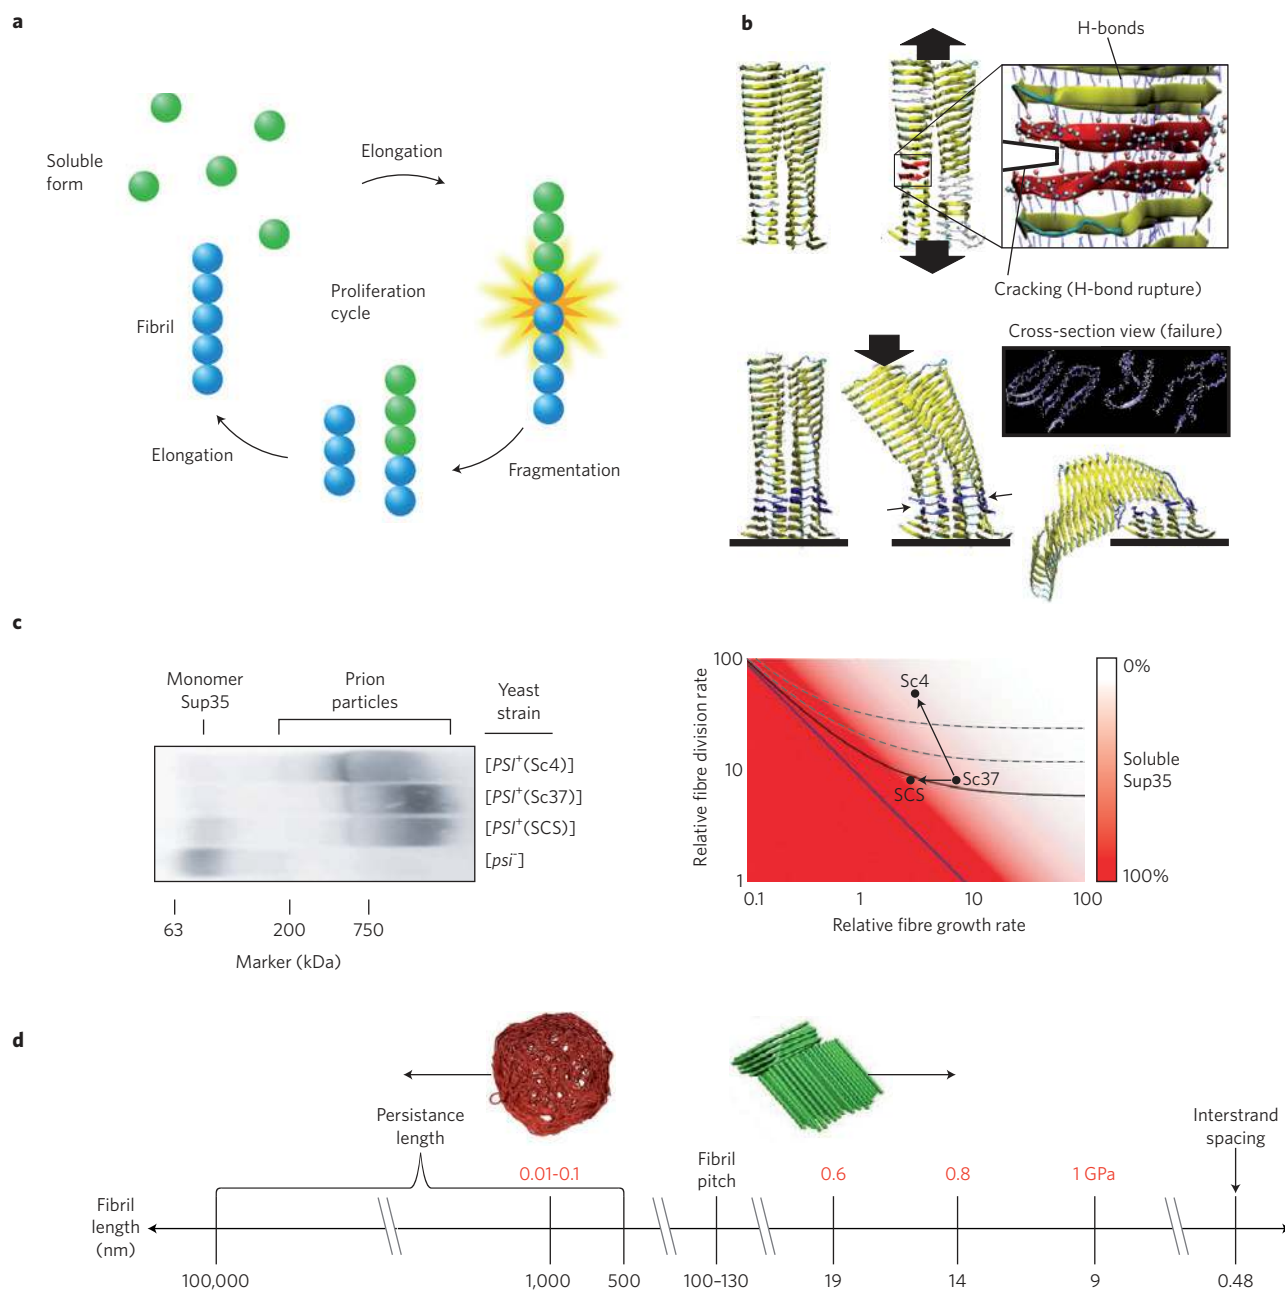 a
Soluble
form
Elongation
Fibril
Proliferation
cycle
Elongation
Fragmentation
b
H-bonds
Cracking (H-bond rupture)
Cross-section view (failure)
c
Monomer
Sup35
Prion
particles
Yeast
strain
[PSI+(Sc4)]
[PSI+(Sc37)]
[PSI+(SCS)]
[psi-]
63
200
750
Marker (kDa)
Relative fibre division rate
100
10
1
Sc4
Sc37
SCS
0.1
1
10
100
Relative fibre growth rate
0%
Soluble
Sup35
100%
d
Persistance
length
0.01-0.1
Fibril
pitch
0.6
0.8
1 GPa
Interstrand
spacing
Fibril
length
(nm)
100,000
1,000
500
100–130
19
14
9
0.48